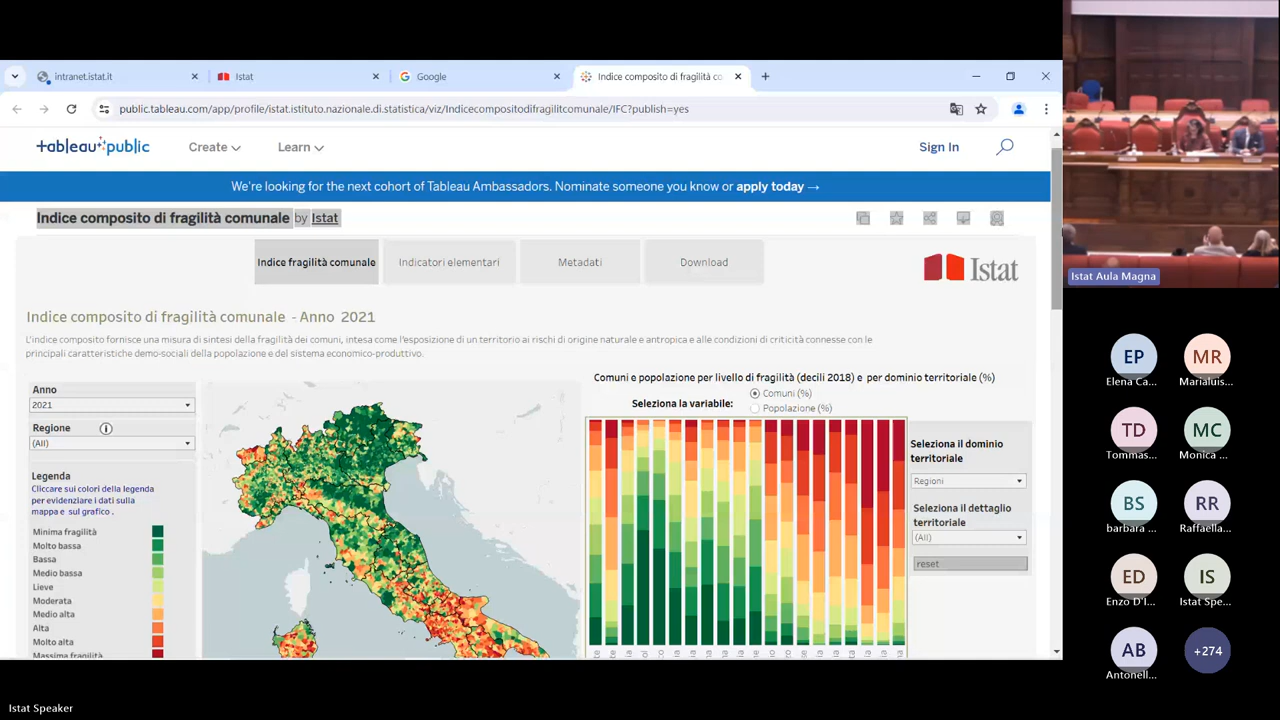 intranet.istat.it
Istat
Google
Indice composito di fragilità co
public.tableau.com/app/profile/istat.istituto.nazionale.di.statistica/viz/Indicecompositodifragilitcomunale/IFC?publish=yes
tableau public
Create
Learn
Sign In
We're looking for the next cohort of Tableau Ambassadors. Nominate someone you know or apply today →
Indice composito di fragilità comunale by Istat
Indice fragilità comunale
Indicatori elementari
Metadati
Download
Istat
Indice composito di fragilità comunale - Anno 2021
L'indice composito fornisce una misura di sintesi della fragilità dei comuni, intesa come l'esposizione di un territorio ai rischi di origine naturale e antropica e alle condizioni di criticità connesse con le
principali caratteristiche demo-sociali della popolazione e del sistema economico-produttivo.
Anno
2021
Regione
(All)
Legenda
Cliccare sui colori della legenda
per evidenziare i dati sulla
mappa e sul grafico .
Minima fragilità
Molto bassa
Bassa
Medio bassa
Lieve
Moderata
Medio alta
Alta
Molto alta
Massima fragilità
Comuni e popolazione per livello di fragilità (decili 2018) e per dominio territoriale (%)
Seleziona la variabile:
Comuni (%)
Popolazione (%)
Seleziona il dominio
territoriale
Regioni
Seleziona il dettaglio
territoriale
(All)
reset
Istat Aula Magna
EP
Elena Ca...
MR
Marialuis...
TD
Tommas...
MC
Monica ...
BS
barbara ...
RR
Raffaella...
ED
Enzo D'I...
IS
Istat Spe...
AB
Antonell...
+274
Istat Speaker